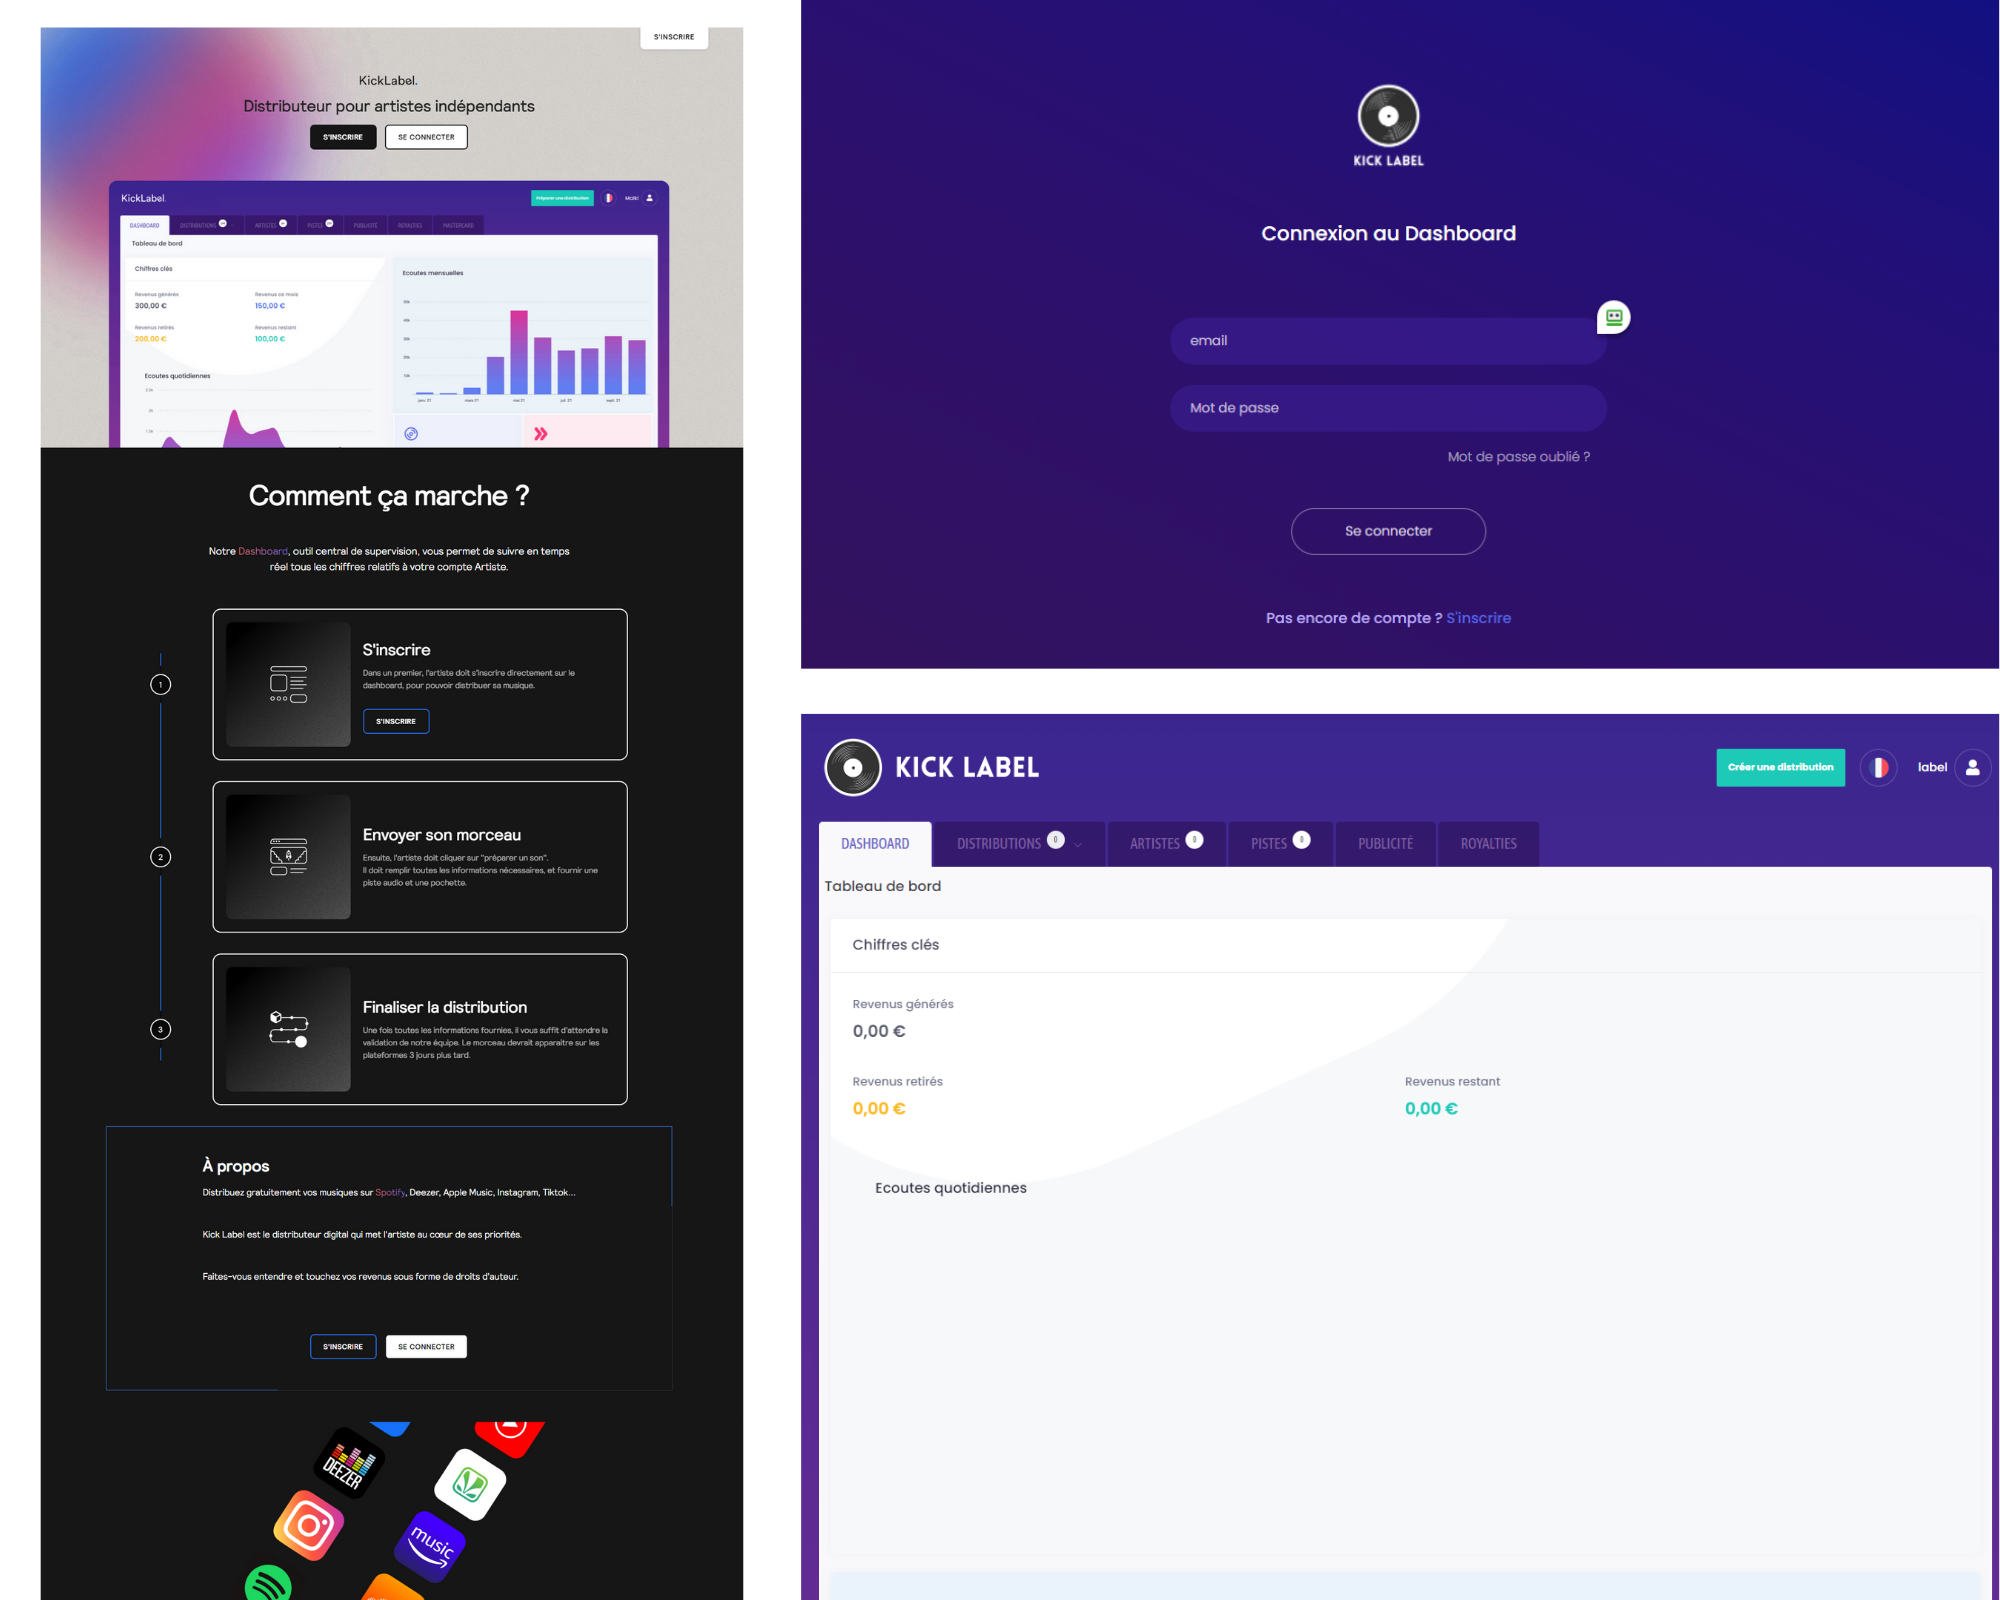 S'INSCRIRE
KickLabel.
Distributeur pour artistes indépendants
S'INSCRIRE
SE CONNECTER
KickLabel
Préparer une distribution
DASHBOARD
DISTRIBUTIONS
ARTISTES
PISTES
PUBLICITÉ
ROYALTIES
MASTERCARD
Tableau de bord
Chiffres clés
Revenus générés
Revenus ce mois
300,00 €
150,00 €
Revenus retirés
Revenus restant
200,00 €
100,00 €
Ecoutes mensuelles
janv. 21
mars 21
mai 21
juil. 21
sept. 21
Ecoutes quotidiennes
Comment ça marche ?
Notre Dashboard, outil central de supervision, vous permet de suivre en temps
réel tous les chiffres relatifs à votre compte Artiste.
1
S'inscrire
Dans un premier, l'artiste doit s'inscrire directement sur le
dashboard, pour pouvoir distribuer sa musique.
S'INSCRIRE
2
Envoyer son morceau
Ensuite, l'artiste doit cliquer sur "préparer un son".
Il doit remplir toutes les informations nécessaires, et fournir une
piste audio et une pochette.
3
Finaliser la distribution
Une fois toutes les informations fournies, il vous suffit d'attendre la
validation de notre équipe. Le morceau devrait apparaitre sur les
plateformes 3 jours plus tard.
À propos
Distribuez gratuitement vos musiques sur Spotify, Deezer, Apple Music, Instagram, Tiktok...
Kick Label est le distributeur digital qui met l'artiste au cœur de ses priorités.
Faites-vous entendre et touchez vos revenus sous forme de droits d'auteur.
S'INSCRIRE
SE CONNECTER
DEEZER
music
KICK LABEL
Connexion au Dashboard
email
Mot de passe
Mot de passe oublié ?
Se connecter
Pas encore de compte ? S'inscrire
KICK LABEL
Créer une distribution
label
DASHBOARD
DISTRIBUTIONS 0
ARTISTES 0
PISTES 0
PUBLICITÉ
ROYALTIES
Tableau de bord
Chiffres clés
Revenus générés
0,00 €
Revenus retirés
Revenus restant
0,00 €
0,00 €
Ecoutes quotidiennes